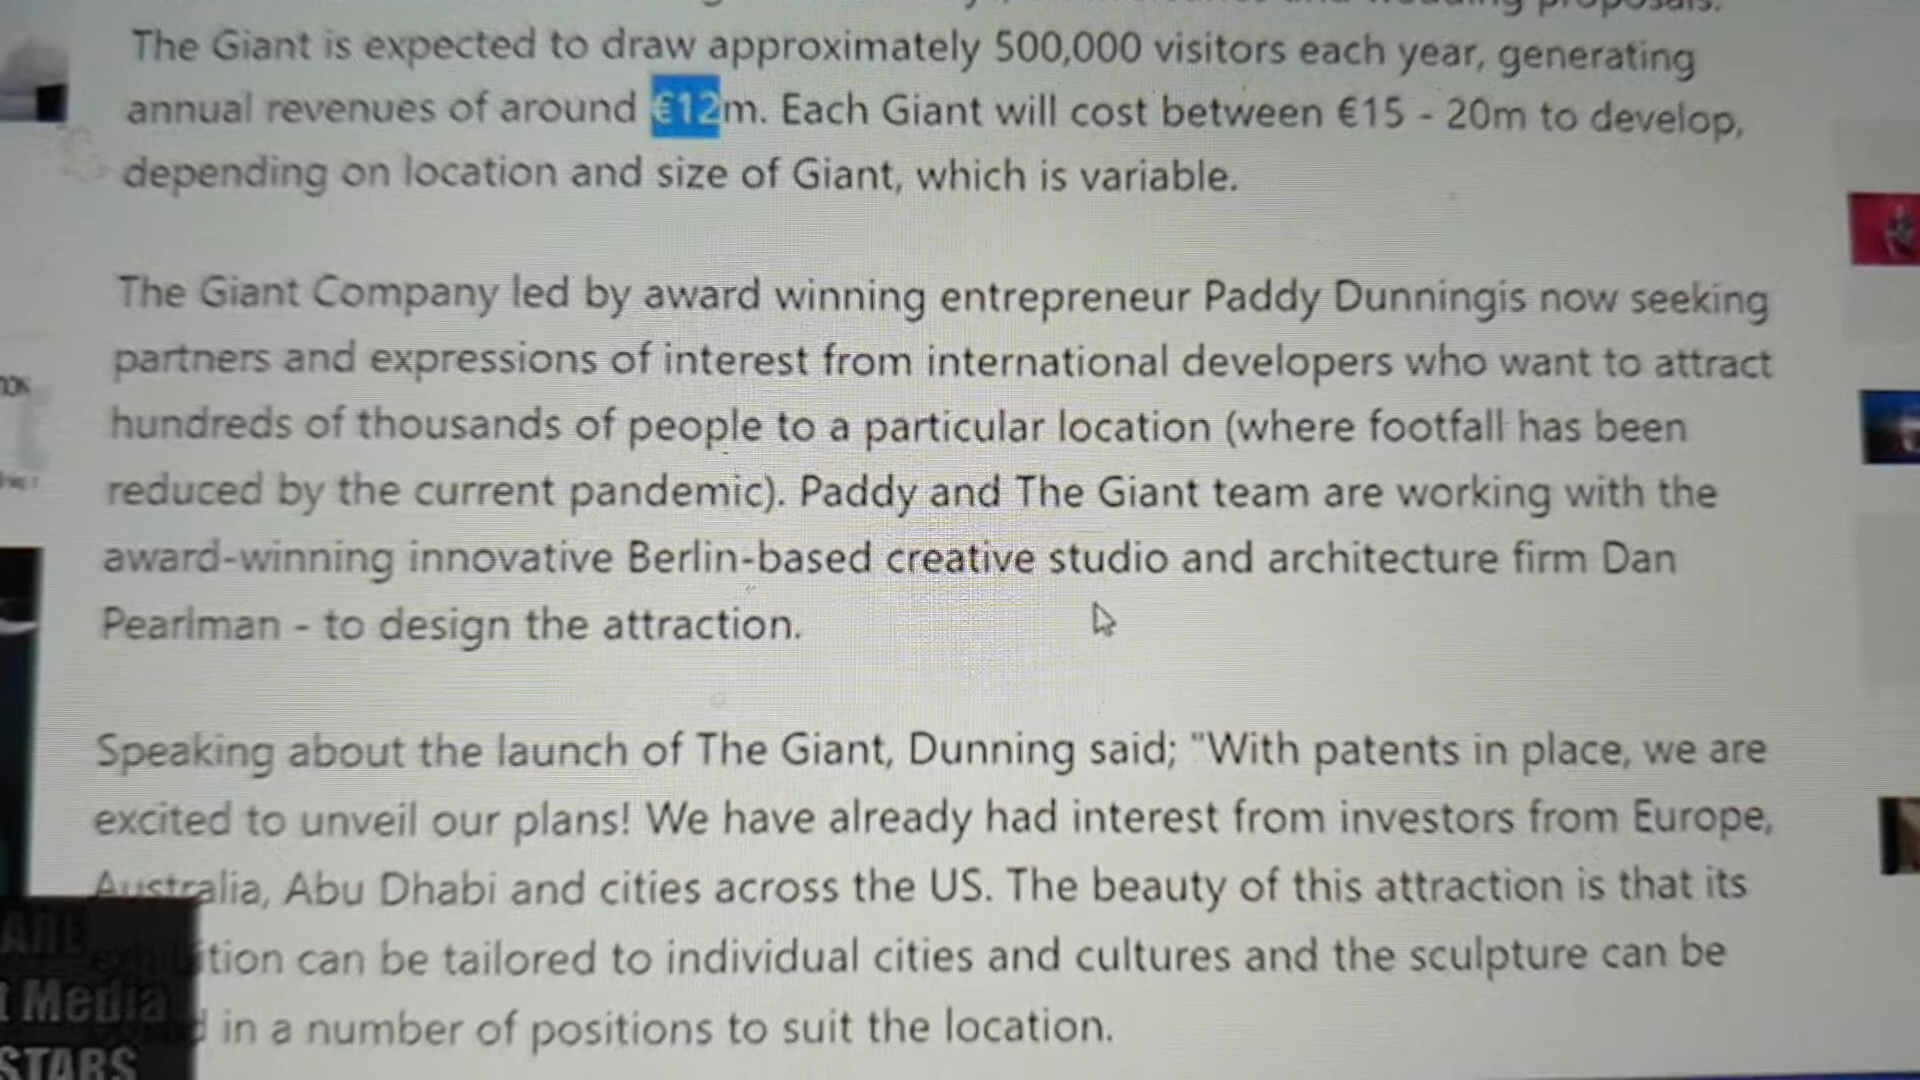 The Giant is expected to draw approximately 500,000 visitors each year, generating
annual revenues of around €12m. Each Giant will cost between €15 - 20m to develop,
depending on location and size of Giant, which is variable.
The Giant Company led by award winning entrepreneur Paddy Dunningis now seeking
partners and expressions of interest from international developers who want to attract
hundreds of thousands of people to a particular location (where footfall has been
reduced by the current pandemic). Paddy and The Giant team are working with the
award-winning innovative Berlin-based creative studio and architecture firm Dan
Pearlman - to design the attraction.
Speaking about the launch of The Giant, Dunning said; "With patents in place, we are
excited to unveil our plans! We have already had interest from investors from Europe,
Australia, Abu Dhabi and cities across the US. The beauty of this attraction is that its
can be tailored to individual cities and cultures and the sculpture can be
in a number of positions to suit the location.
ARE
Media
STARS